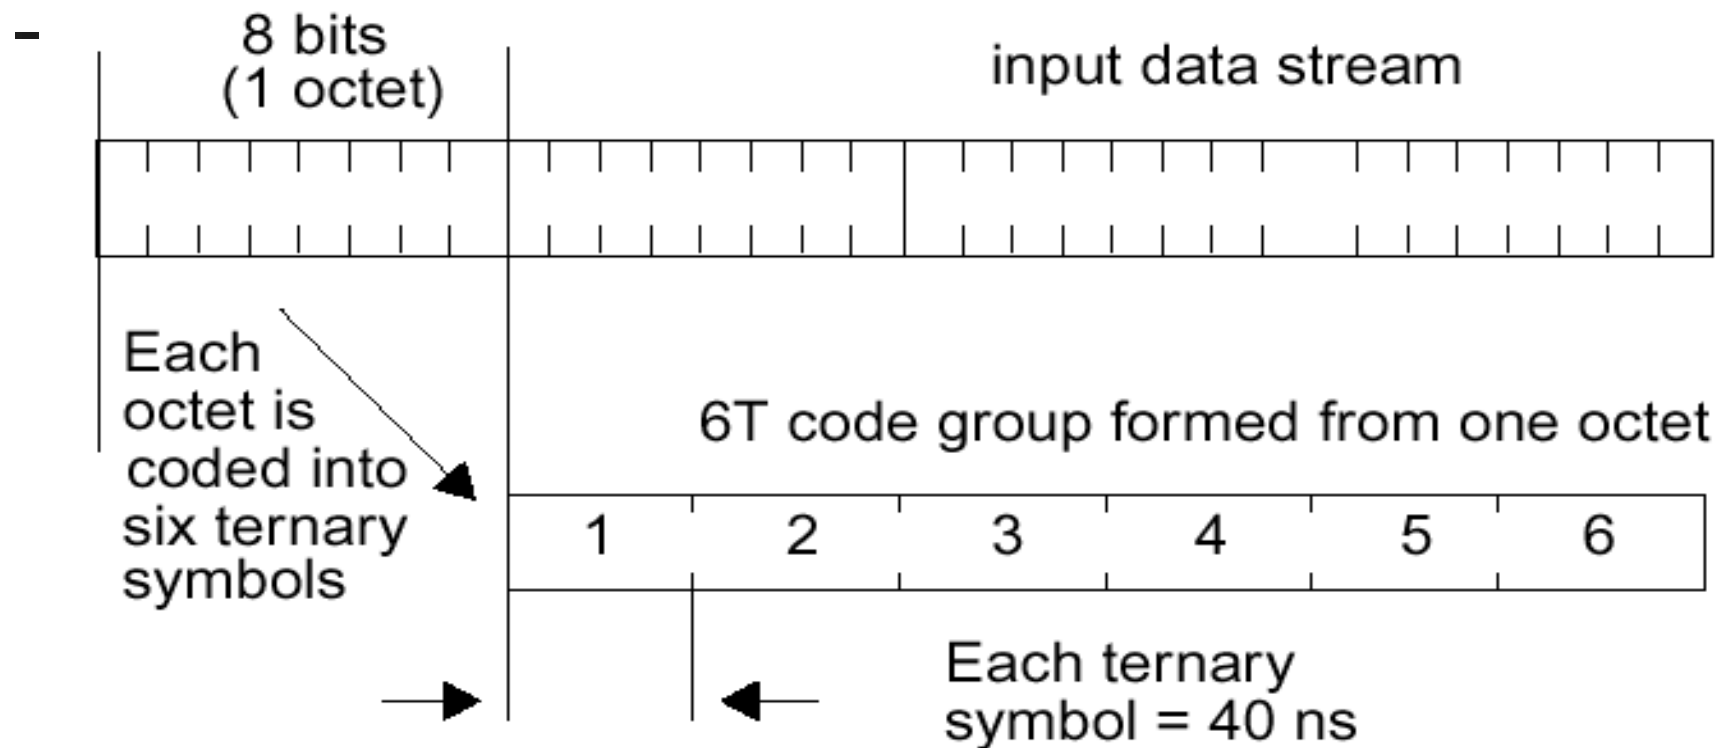 -
8 bits
(1 octet)
input data stream
Each
octet is
coded into
six ternary
symbols
6T code group formed from one octet
1 2 3 4 5 6
Each ternary
symbol = 40 ns